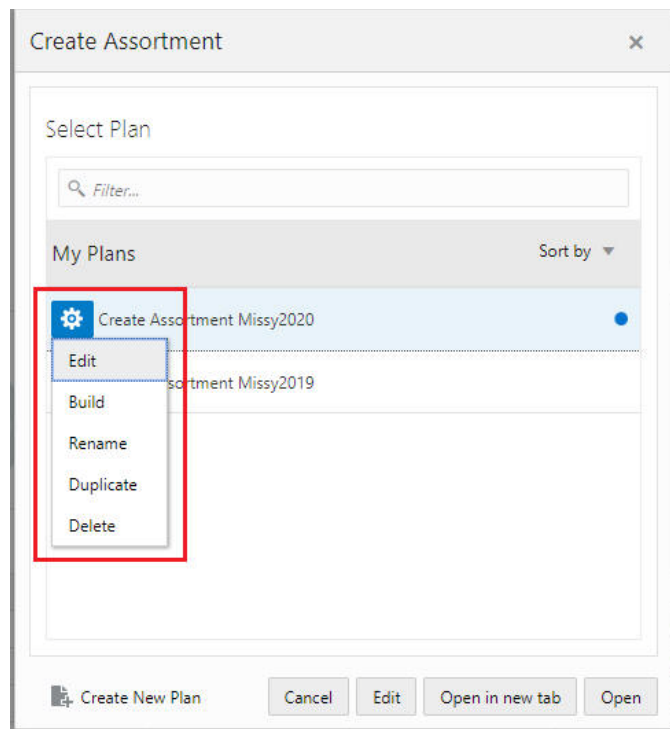 Create Assortment
Select Plan
Filter...
My Plans Sort by
Create Assortment Missy2020
Edit
sortment Missy2019
Build
Rename
Duplicate
Delete
Create New Plan Cancel Edit Open in new tab Open